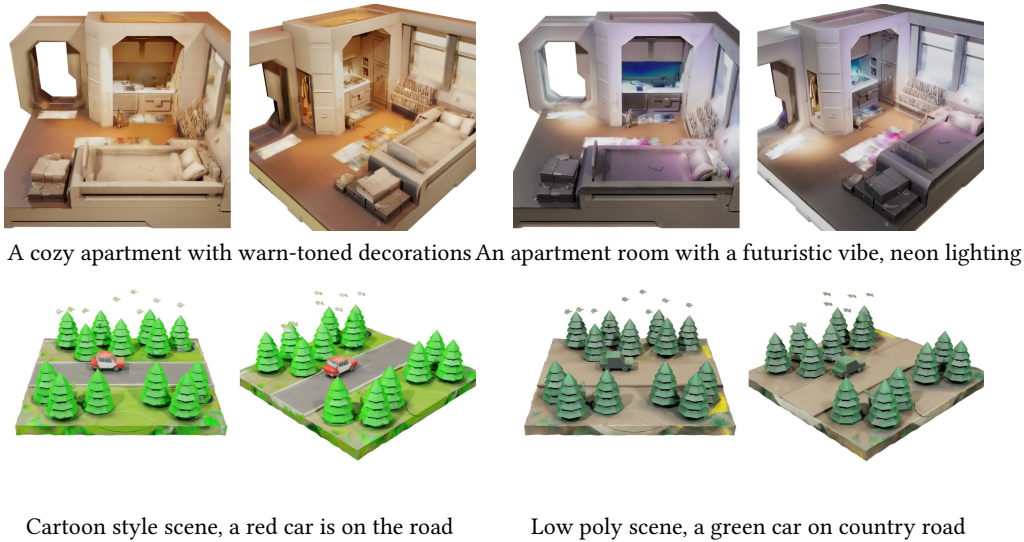 A cozy apartment with warn-toned decorations
An apartment room with a futuristic vibe, neon lighting
Cartoon style scene, a red car is on the road
Low poly scene, a green car on country road